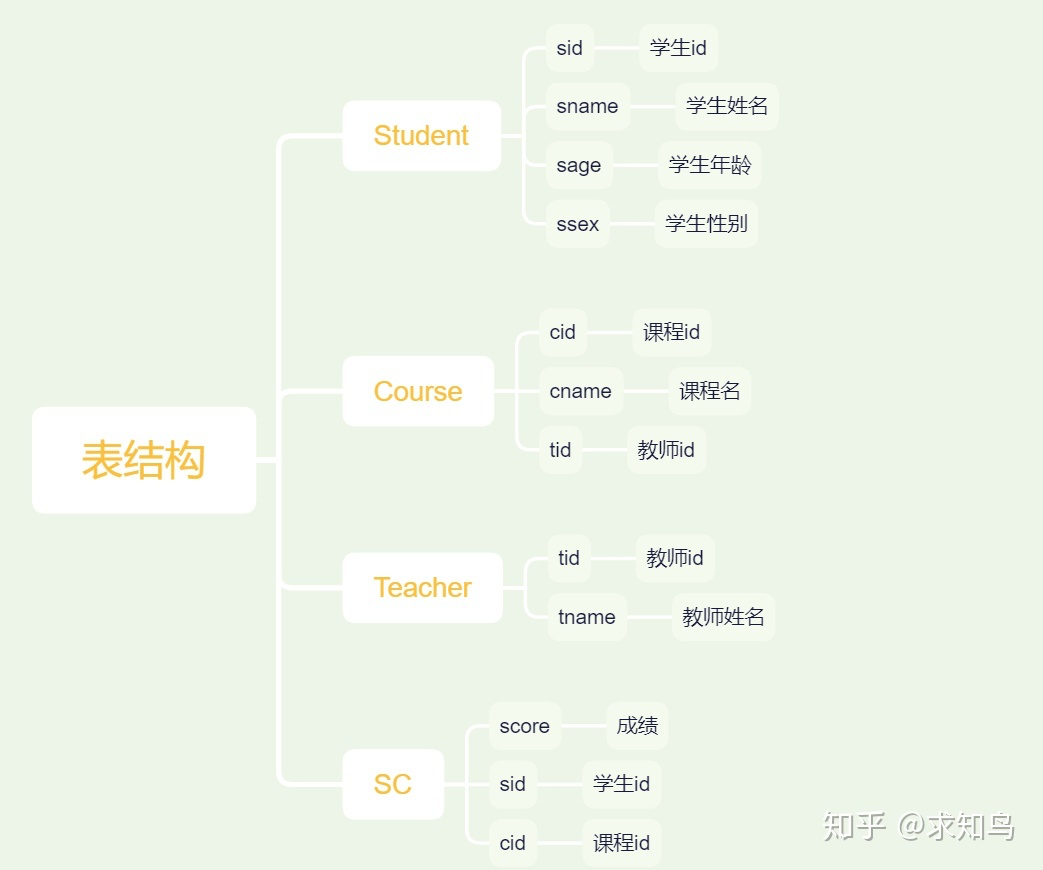 表结构
Student
sid 学生id
sname 学生姓名
sage 学生年龄
ssex 学生性别
Course
cid 课程id
cname 课程名
tid 教师id
Teacher
tid 教师id
tname 教师姓名
SC
score 成绩
sid 学生id
cid 课程id
知乎 @求知鸟